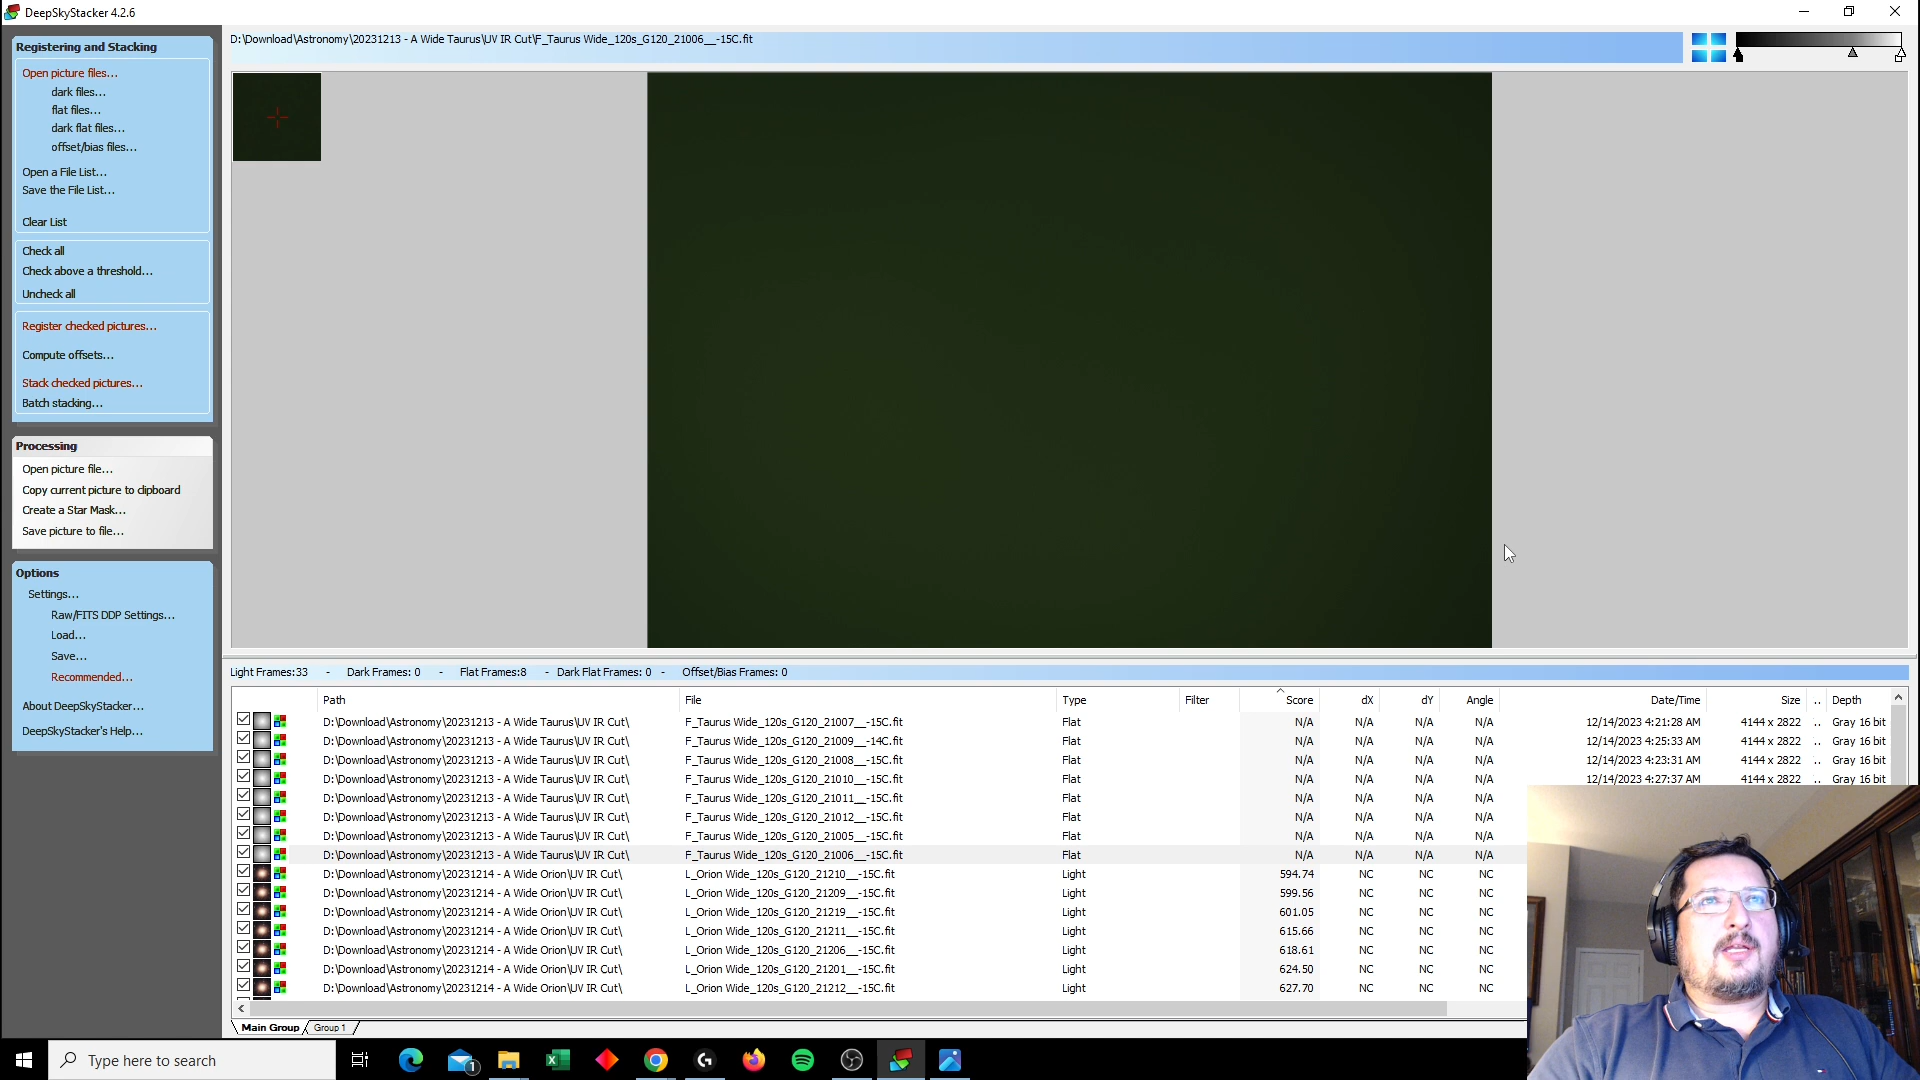 DeepSkyStacker 4.2.6
Registering and Stacking
Open picture files...
dark files...
flat files...
dark flat files...
offset/bias files...
Open a File List...
Save the File List...
Clear List
Check all
Check above a threshold...
Uncheck all
Register checked pictures...
Compute offsets...
Stack checked pictures...
Batch stacking...
Processing
Open picture file...
Copy current picture to clipboard
Create a Star Mask...
Save picture to file...
Options
Settings...
Raw/FITS DDP Settings...
Load...
Save...
Recommended...
About DeepSkyStacker...
DeepSkyStacker's Help...
D:\Download\Astronomy\20231213 - A Wide Taurus\UV IR Cut\F_Taurus Wide_120s_G120_21006__-15C.fit
Light Frames:33 - Dark Frames: 0 - Flat Frames:8 - Dark Flat Frames: 0 - Offset/Bias Frames: 0
Path File Type Filter Score dX dY Angle Date/Time Size .. Depth
D:\Download\Astronomy\20231213 - A Wide Taurus\UV IR Cut\ F_Taurus Wide_120s_G120_21007__-15C.fit Flat N/A N/A N/A N/A 12/14/2023 4:21:28 AM 4144 x 2822 .. Gray 16 bit
D:\Download\Astronomy\20231213 - A Wide Taurus\UV IR Cut\ F_Taurus Wide_120s_G120_21009__-14C.fit Flat N/A N/A N/A N/A 12/14/2023 4:25:33 AM 4144 x 2822 .. Gray 16 bit
D:\Download\Astronomy\20231213 - A Wide Taurus\UV IR Cut\ F_Taurus Wide_120s_G120_21008__-15C.fit Flat N/A N/A N/A N/A 12/14/2023 4:23:31 AM 4144 x 2822 .. Gray 16 bit
D:\Download\Astronomy\20231213 - A Wide Taurus\UV IR Cut\ F_Taurus Wide_120s_G120_21010__-15C.fit Flat N/A N/A N/A N/A 12/14/2023 4:27:37 AM 4144 x 2822 .. Gray 16 bit
D:\Download\Astronomy\20231213 - A Wide Taurus\UV IR Cut\ F_Taurus Wide_120s_G120_21011__-15C.fit Flat N/A N/A N/A N/A
D:\Download\Astronomy\20231213 - A Wide Taurus\UV IR Cut\ F_Taurus Wide_120s_G120_21012__-15C.fit Flat N/A N/A N/A N/A
D:\Download\Astronomy\20231213 - A Wide Taurus\UV IR Cut\ F_Taurus Wide_120s_G120_21005__-15C.fit Flat N/A N/A N/A N/A
D:\Download\Astronomy\20231213 - A Wide Taurus\UV IR Cut\ F_Taurus Wide_120s_G120_21006__-15C.fit Flat N/A N/A N/A N/A
D:\Download\Astronomy\20231214 - A Wide Orion\UV IR Cut\ L_Orion Wide_120s_G120_21210__-15C.fit Light 594.74 NC NC NC
D:\Download\Astronomy\20231214 - A Wide Orion\UV IR Cut\ L_Orion Wide_120s_G120_21209__-15C.fit Light 599.56 NC NC NC
D:\Download\Astronomy\20231214 - A Wide Orion\UV IR Cut\ L_Orion Wide_120s_G120_21219__-15C.fit Light 601.05 NC NC NC
D:\Download\Astronomy\20231214 - A Wide Orion\UV IR Cut\ L_Orion Wide_120s_G120_21211__-15C.fit Light 615.66 NC NC NC
D:\Download\Astronomy\20231214 - A Wide Orion\UV IR Cut\ L_Orion Wide_120s_G120_21206__-15C.fit Light 618.61 NC NC NC
D:\Download\Astronomy\20231214 - A Wide Orion\UV IR Cut\ L_Orion Wide_120s_G120_21201__-15C.fit Light 624.50 NC NC NC
D:\Download\Astronomy\20231214 - A Wide Orion\UV IR Cut\ L_Orion Wide_120s_G120_21212__-15C.fit Light 627.70 NC NC NC
Main Group Group 1
Type here to search
1